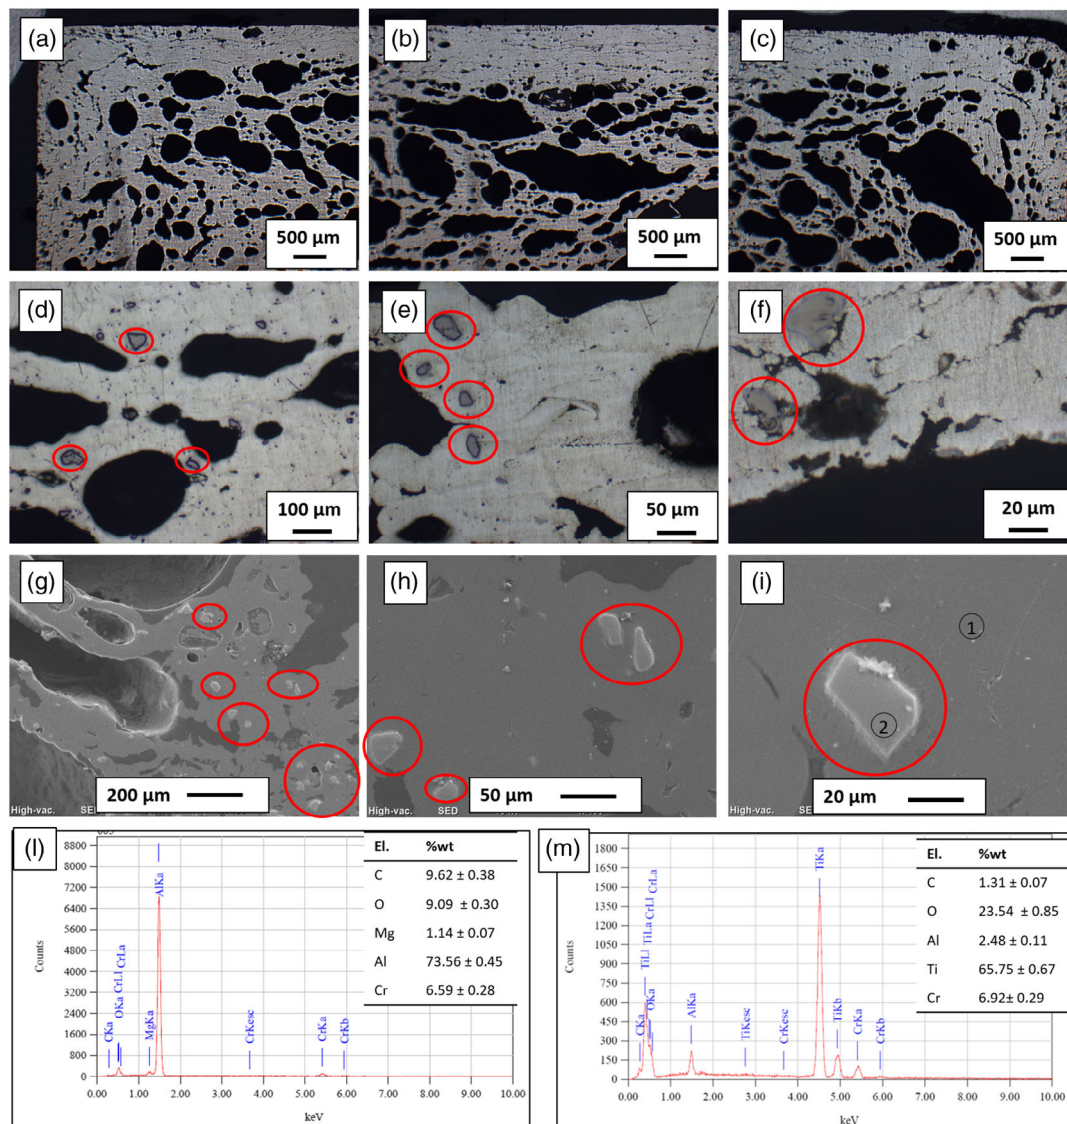 (a)
(b)
(c)
500 µm
500 µm
500 µm
(d)
(e)
(f)
100 µm
50 µm
20 µm
(g)
(h)
(i)
1
2
200 µm
50 µm
20 µm
High-vac. SE
High-vac. SED
High-vac. SE
(l)
8800
8000
7200
6400
5600
4800
4000
3200
2400
1600
800
0
Counts
CKa
OKa
CrLl
CrLa
MgKa
AlKa
CrKesc
CrKa
CrKb
0.00 1.00 2.00 3.00 4.00 5.00 6.00 7.00 8.00 9.00 10.00
keV
El. %wt
C 9.62 ± 0.38
O 9.09 ± 0.30
Mg 1.14 ± 0.07
Al 73.56 ± 0.45
Cr 6.59 ± 0.28
(m)
1800
1650
1500
1350
1200
1050
900
750
600
450
300
150
0
Counts
CKa
TiLl
OKa
TiLa
CrLl
CrLa
AlKa
TiKesc
CrKesc
TiKa
TiKb
CrKa
CrKb
0.00 1.00 2.00 3.00 4.00 5.00 6.00 7.00 8.00 9.00 10.00
keV
El. %wt
C 1.31 ± 0.07
O 23.54 ± 0.85
Al 2.48 ± 0.11
Ti 65.75 ± 0.67
Cr 6.92± 0.29